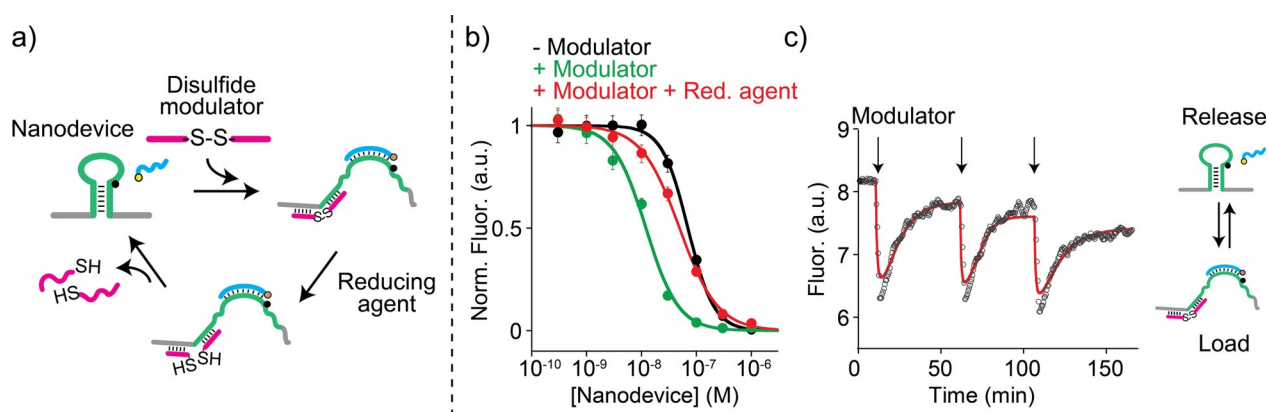 a)
Disulfide
modulator
Nanodevice
S-S
SS
Reducing
agent
SH
HS
HS SH
b)
- Modulator
+ Modulator
+ Modulator + Red. agent
Norm. Fluor. (a.u.)
1
0.5
0
10⁻¹⁰ 10⁻⁹ 10⁻⁸ 10⁻⁷ 10⁻⁶
[Nanodevice] (M)
c)
Modulator
Fluor. (a.u.)
9
8
7
6
0 50 100 150
Time (min)
Release
S-S
Load